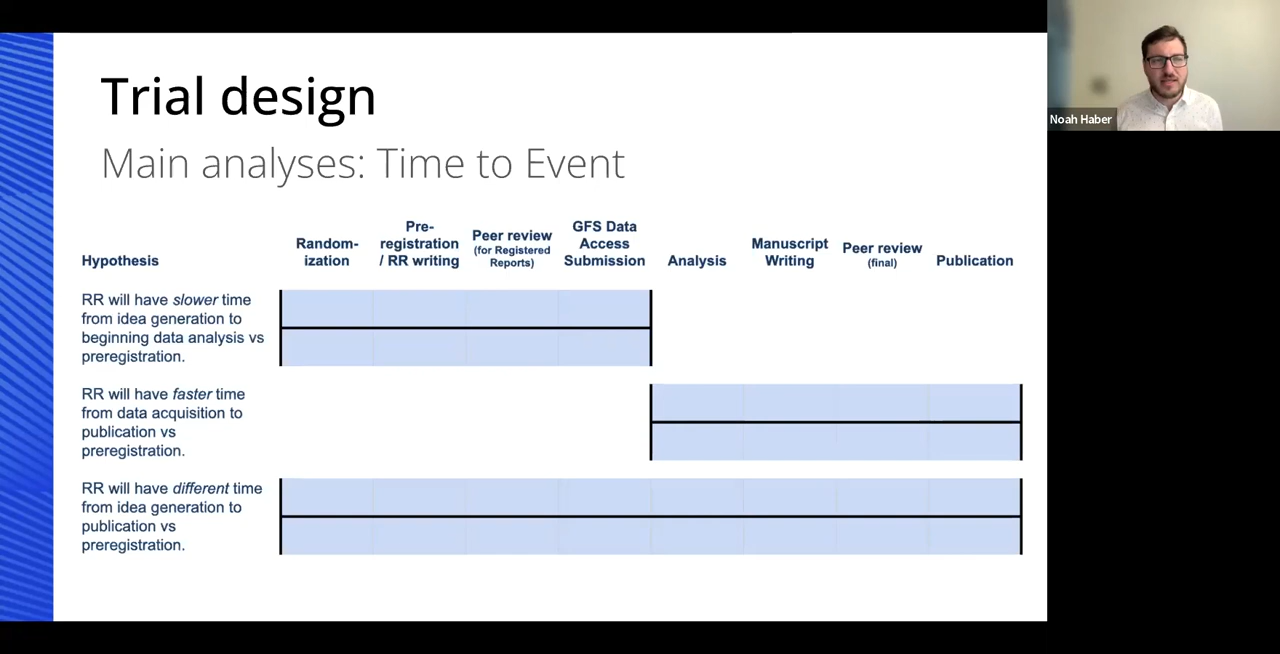 Trial design
Main analyses: Time to Event
Noah Haber
Hypothesis
Random-
ization
Pre-
registration
/ RR writing
Peer review
(for Registered
Reports)
GFS Data
Access
Submission
Analysis
Manuscript
Writing
Peer review
(final)
Publication
RR will have slower time
from idea generation to
beginning data analysis vs
preregistration.
RR will have faster time
from data acquisition to
publication vs
preregistration.
RR will have different time
from idea generation to
publication vs
preregistration.